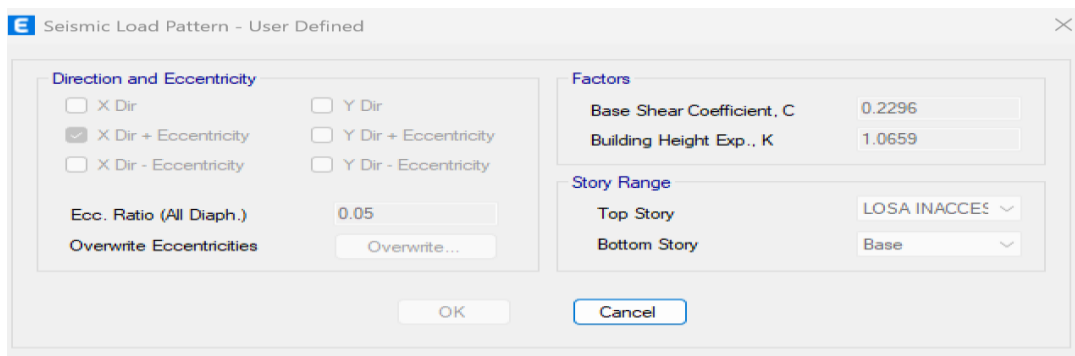 E Seismic Load Pattern - User Defined
Direction and Eccentricity
X Dir Y Dir
X Dir + Eccentricity Y Dir + Eccentricity
X Dir - Eccentricity Y Dir - Eccentricity
Ecc. Ratio (All Diaph.) 0.05
Overwrite Eccentricities Overwrite...
Factors
Base Shear Coefficient, C 0.2296
Building Height Exp., K 1.0659
Story Range
Top Story LOSA INACCES
Bottom Story Base
OK Cancel